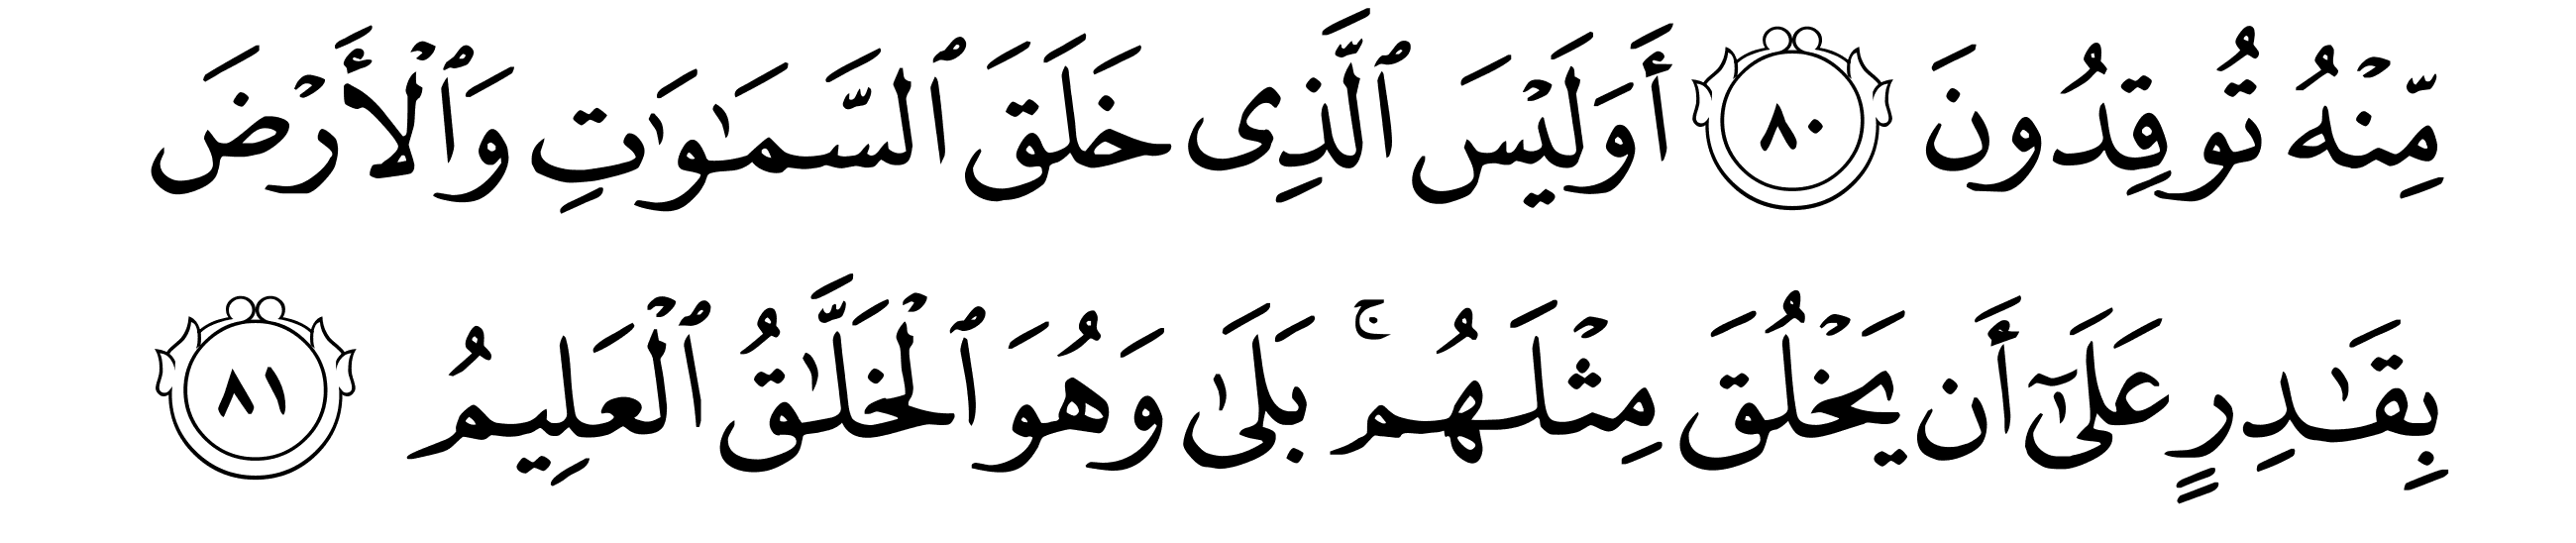 مِّنۡهُ تُوقِدُونَ ٨٠ أَوَلَيۡسَ ٱلَّذِى خَلَقَ ٱلسَّمَٰوَٰتِ وَٱلۡأَرۡضَ
بِقَٰدِرٍ عَلَىٰٓ أَن يَخۡلُقَ مِثۡلَهُمۚ بَلَىٰ وَهُوَ ٱلۡخَلَّٰقُ ٱلۡعَلِيمُ ٨١